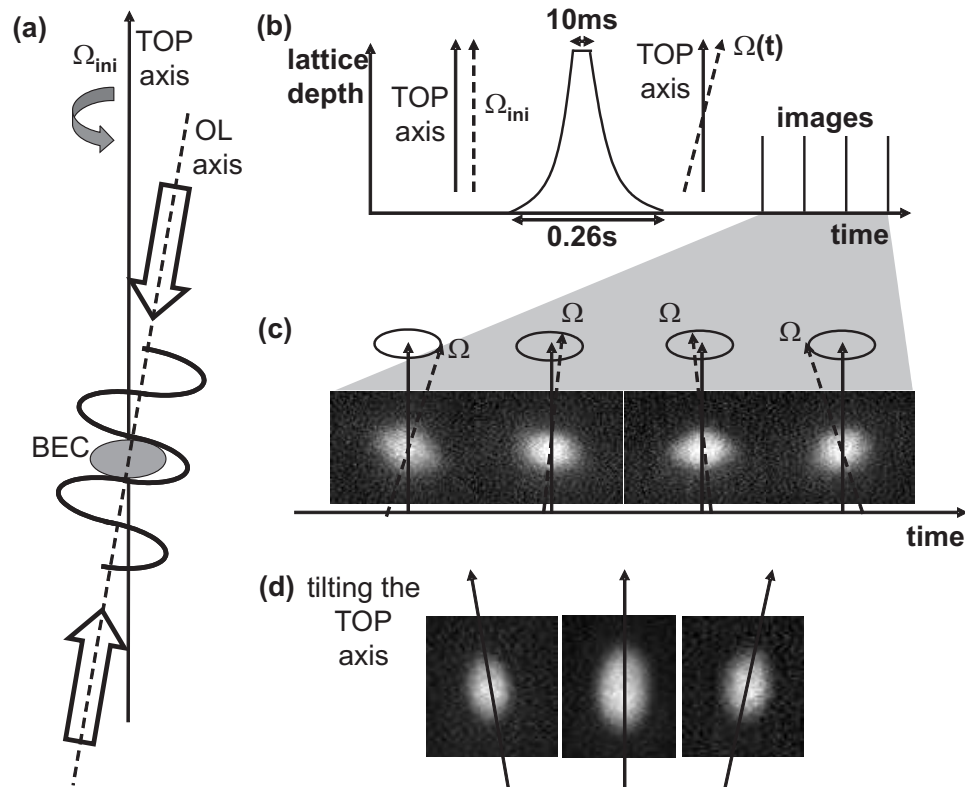 (a)
Ω_ini
TOP
axis
OL
axis
BEC
(b)
10ms
lattice
depth
TOP
axis
Ω_ini
TOP
axis
Ω(t)
images
0.26s
time
(c)
Ω
Ω
Ω
Ω
time
(d) tilting the
TOP
axis